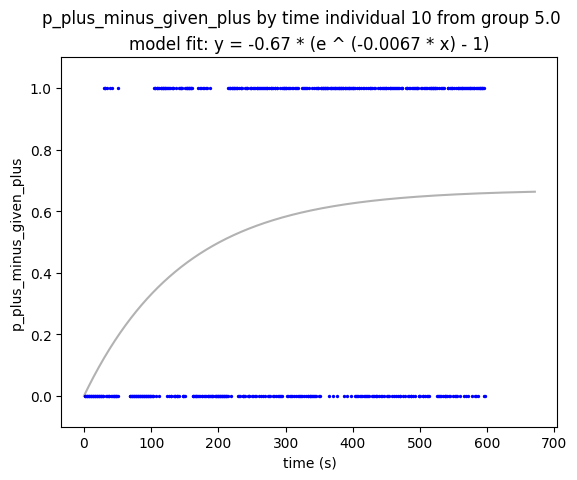 p_plus_minus_given_plus by time individual 10 from group 5.0
model fit: y = -0.67 * (e ^ (-0.0067 * x) - 1)
1.0
0.8
0.6
0.4
0.2
0.0
p_plus_minus_given_plus
0 100 200 300 400 500 600 700
time (s)